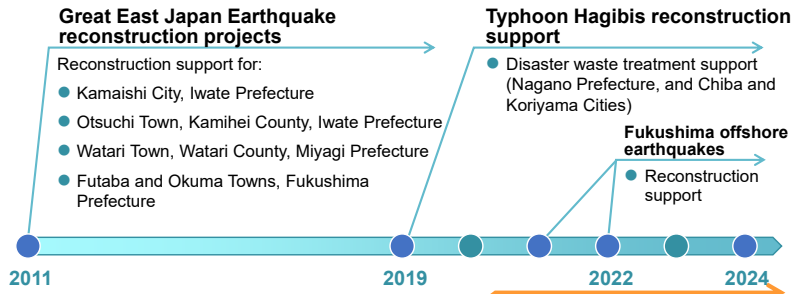 Great East Japan Earthquake
reconstruction projects
Reconstruction support for:
Kamaishi City, Iwate Prefecture
Otsuchi Town, Kamihei County, Iwate Prefecture
Watari Town, Watari County, Miyagi Prefecture
Futaba and Okuma Towns, Fukushima
Prefecture
Typhoon Hagibis reconstruction
support
Disaster waste treatment support
(Nagano Prefecture, and Chiba and
Koriyama Cities)
Fukushima offshore
earthquakes
Reconstruction
support
2011
2019
2022
2024